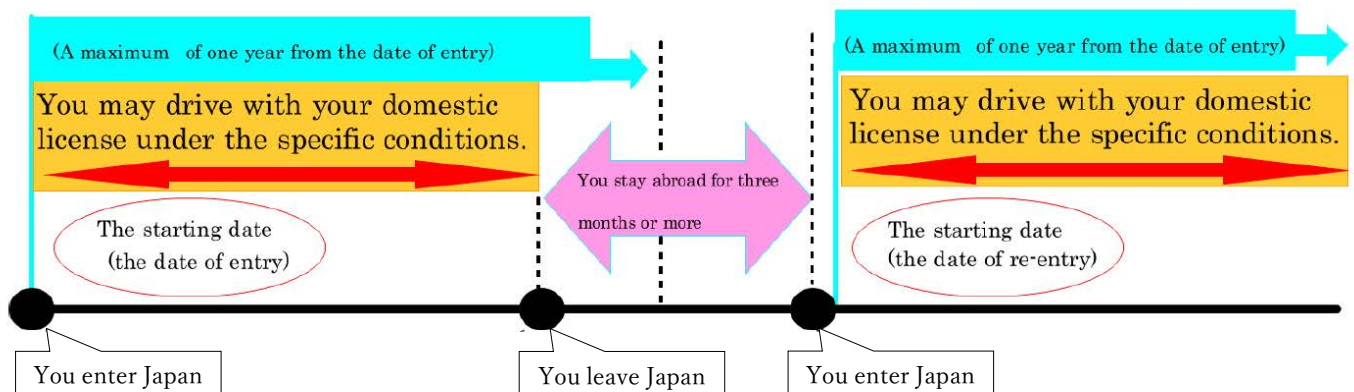 (A maximum of one year from the date of entry)
You may drive with your domestic
license under the specific conditions.
The starting date
(the date of entry)
You stay abroad for three
months or more
(A maximum of one year from the date of entry)
You may drive with your domestic
license under the specific conditions.
The starting date
(the date of re-entry)
You enter Japan
You leave Japan
You enter Japan